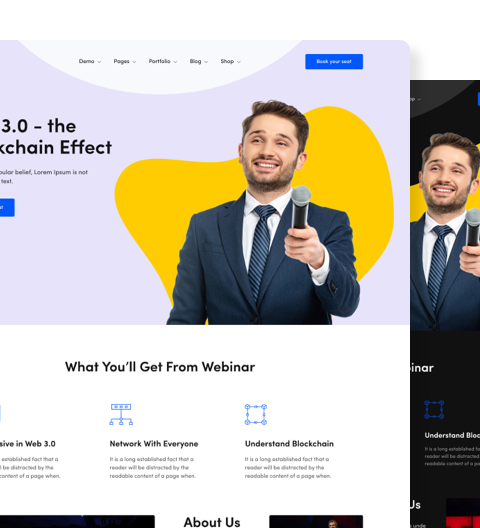 Demo Pages Portfolio Blog Shop Book your seat
3.0 - the
kchain Effect
pular belief, Lorem Ipsum is not
text.
What You'll Get From Webinar
inar
sive in Web 3.0
established fact that a
ll be distracted by the
readable content of a page when.
Network With Everyone
It is a long established fact that a
reader will be distracted by the
readable content of a page when.
Understand Blockchain
It is a long established fact that a
reader will be distracted by the
readable content of a page when.
Understand Bloc
It is a long established
reader will be distracted
readable content of a p
About Us
Us
s unde